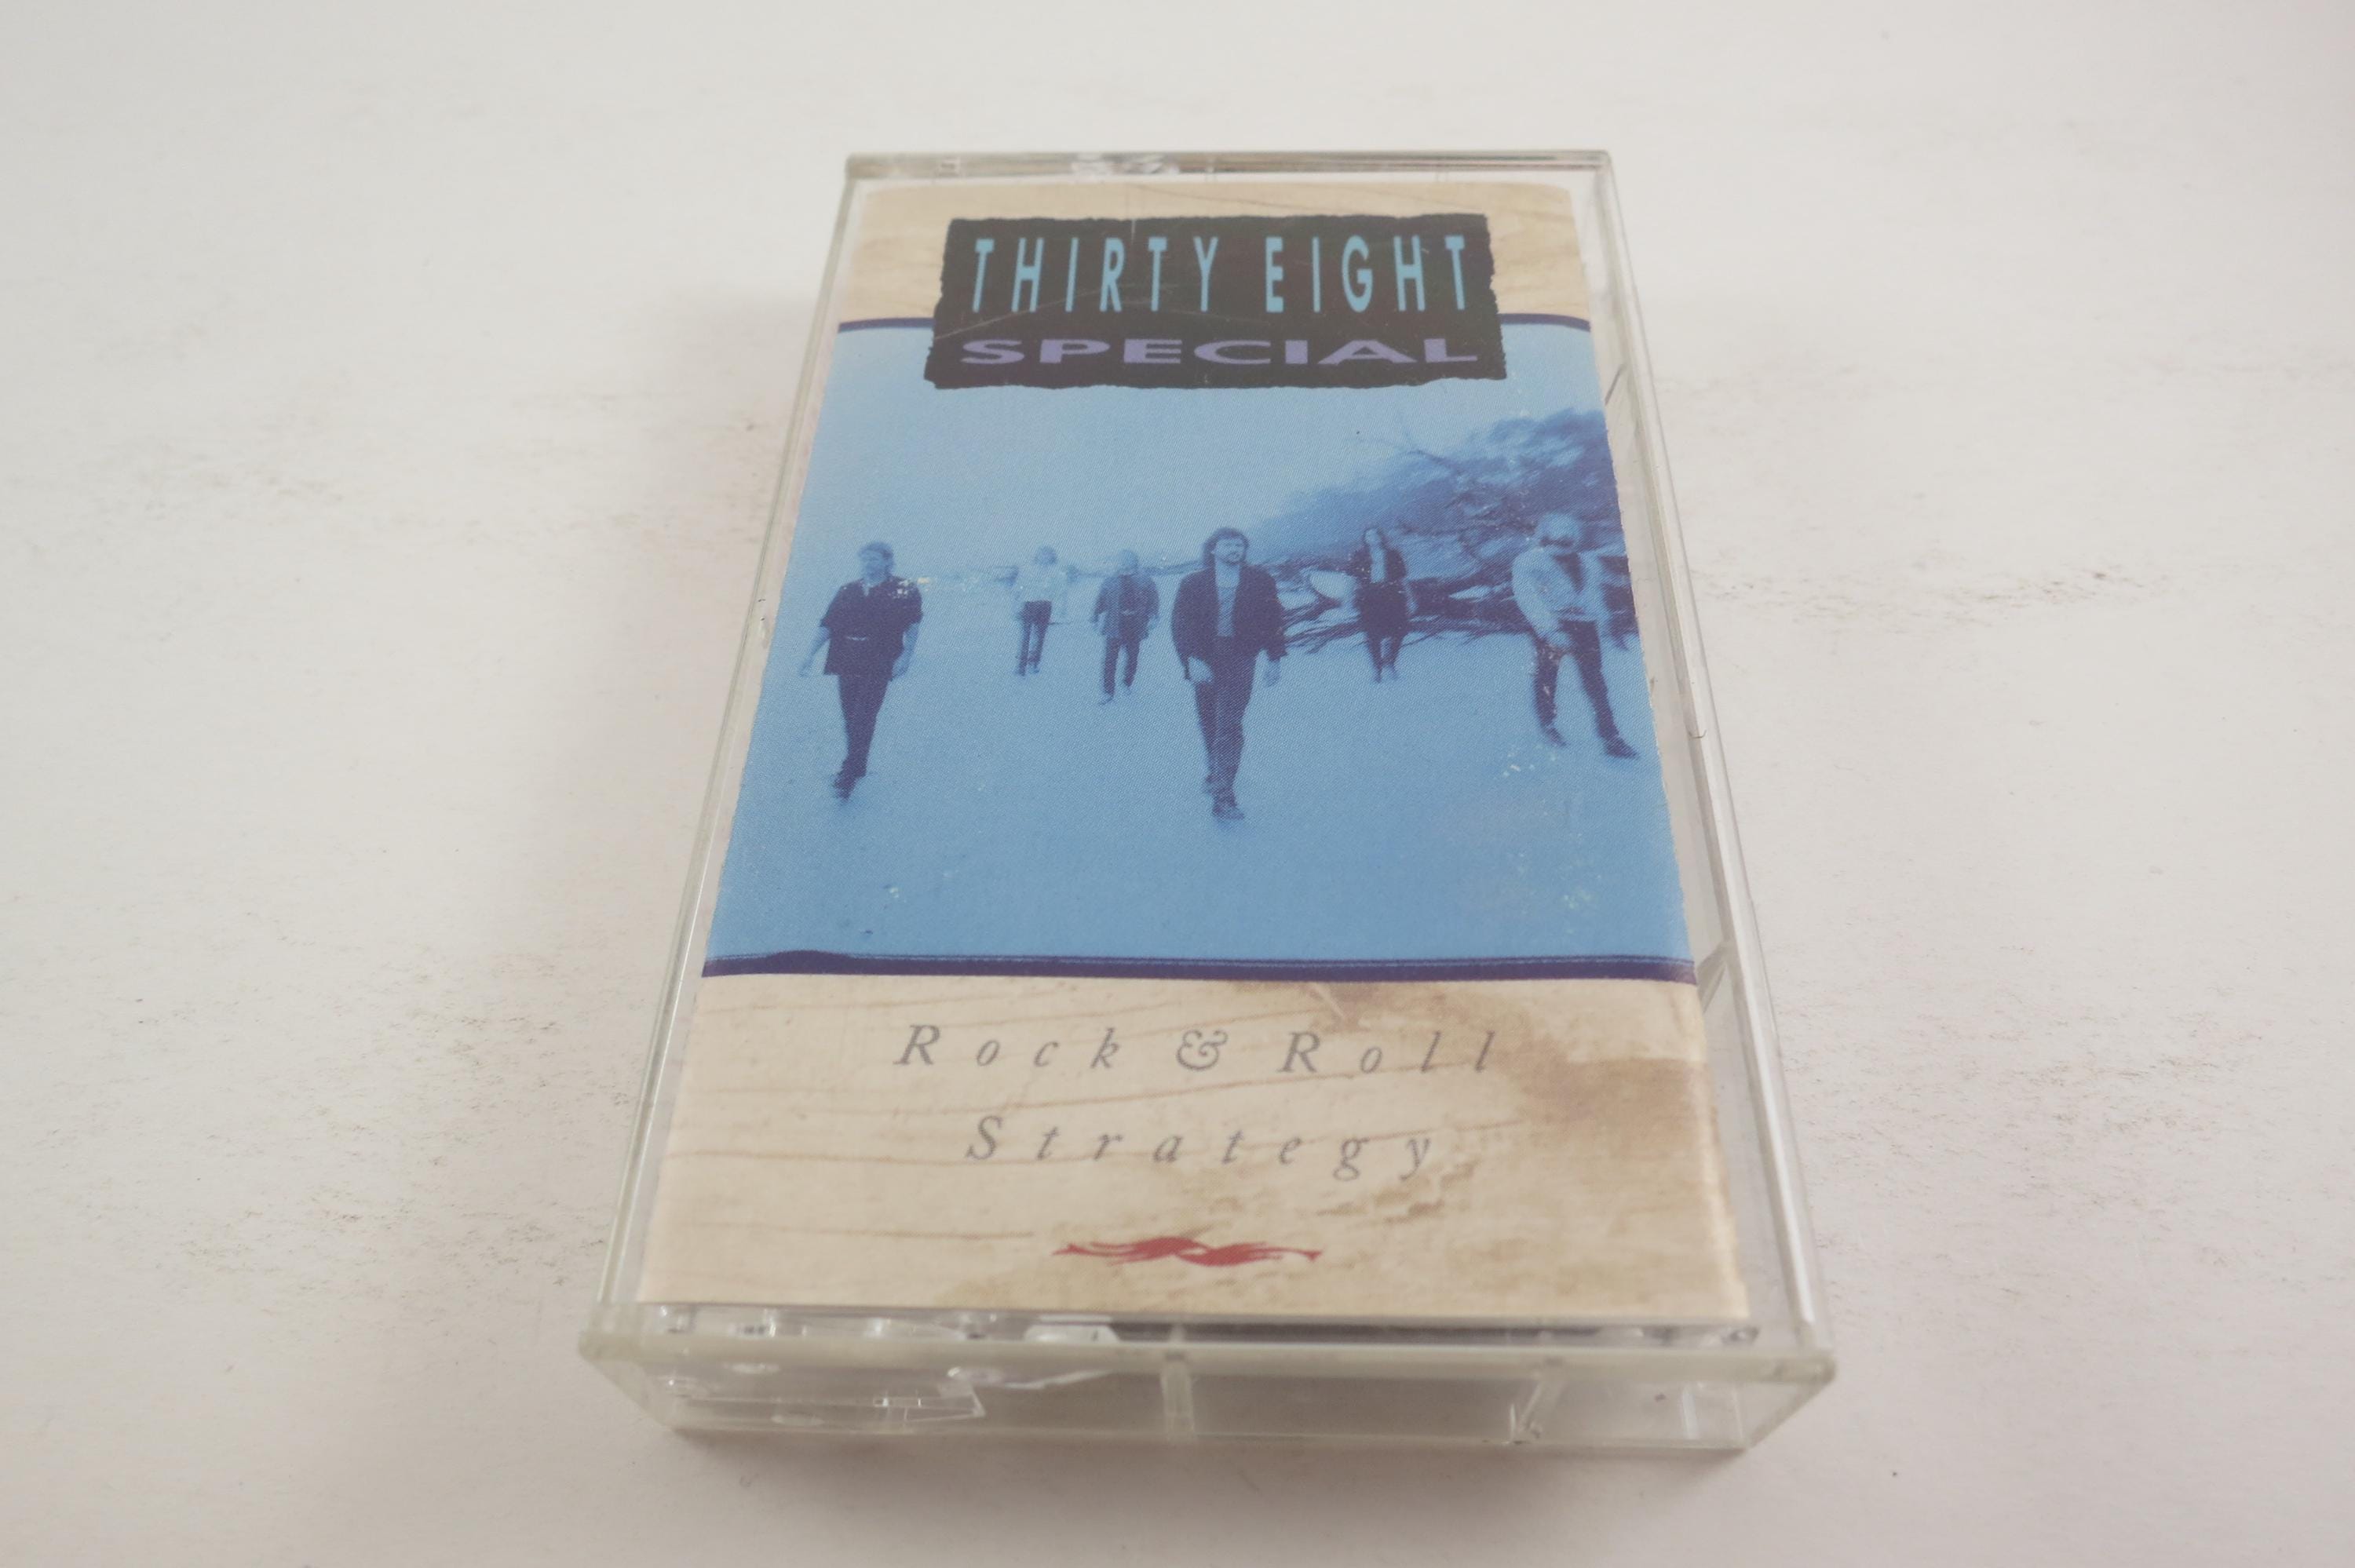 THIRTY EIGHT
SPECIAL
Rock & Roll
Strategy